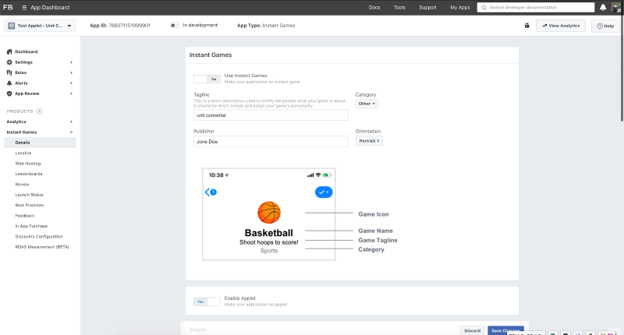 FB
App Dashboard
Docs
Tools
Support
My Apps
Search developer documentation
Test Applet - Unit C...
APP ID:
In development
App Type: Instant Games
View Analytics
Help
Dashboard
Settings
Roles
Alerts
App Review
PRODUCTS
Analytics
Instant Games
Details
Localize
Web Hosting
Leaderboards
Review
Launch Status
Best Practices
Feedback
In App Purchase
Discovery Configuration
ROAS Measurement (BETA)
Instant Games
No
Use Instant Games
Make your application an instant game
Tagline
This is a short description used to briefly tell people what your game is about.
It should be short, simple and adopt your game's personality.
unit converter
Category
Other
Publisher
Jone Doe
Orientation
Portrait
10:38
1
Basketball
Shoot hoops to score!
Sports
Game Icon
Game Name
Game Tagline
Category
Yes
Enable Applet
Make your application an applet
Discard